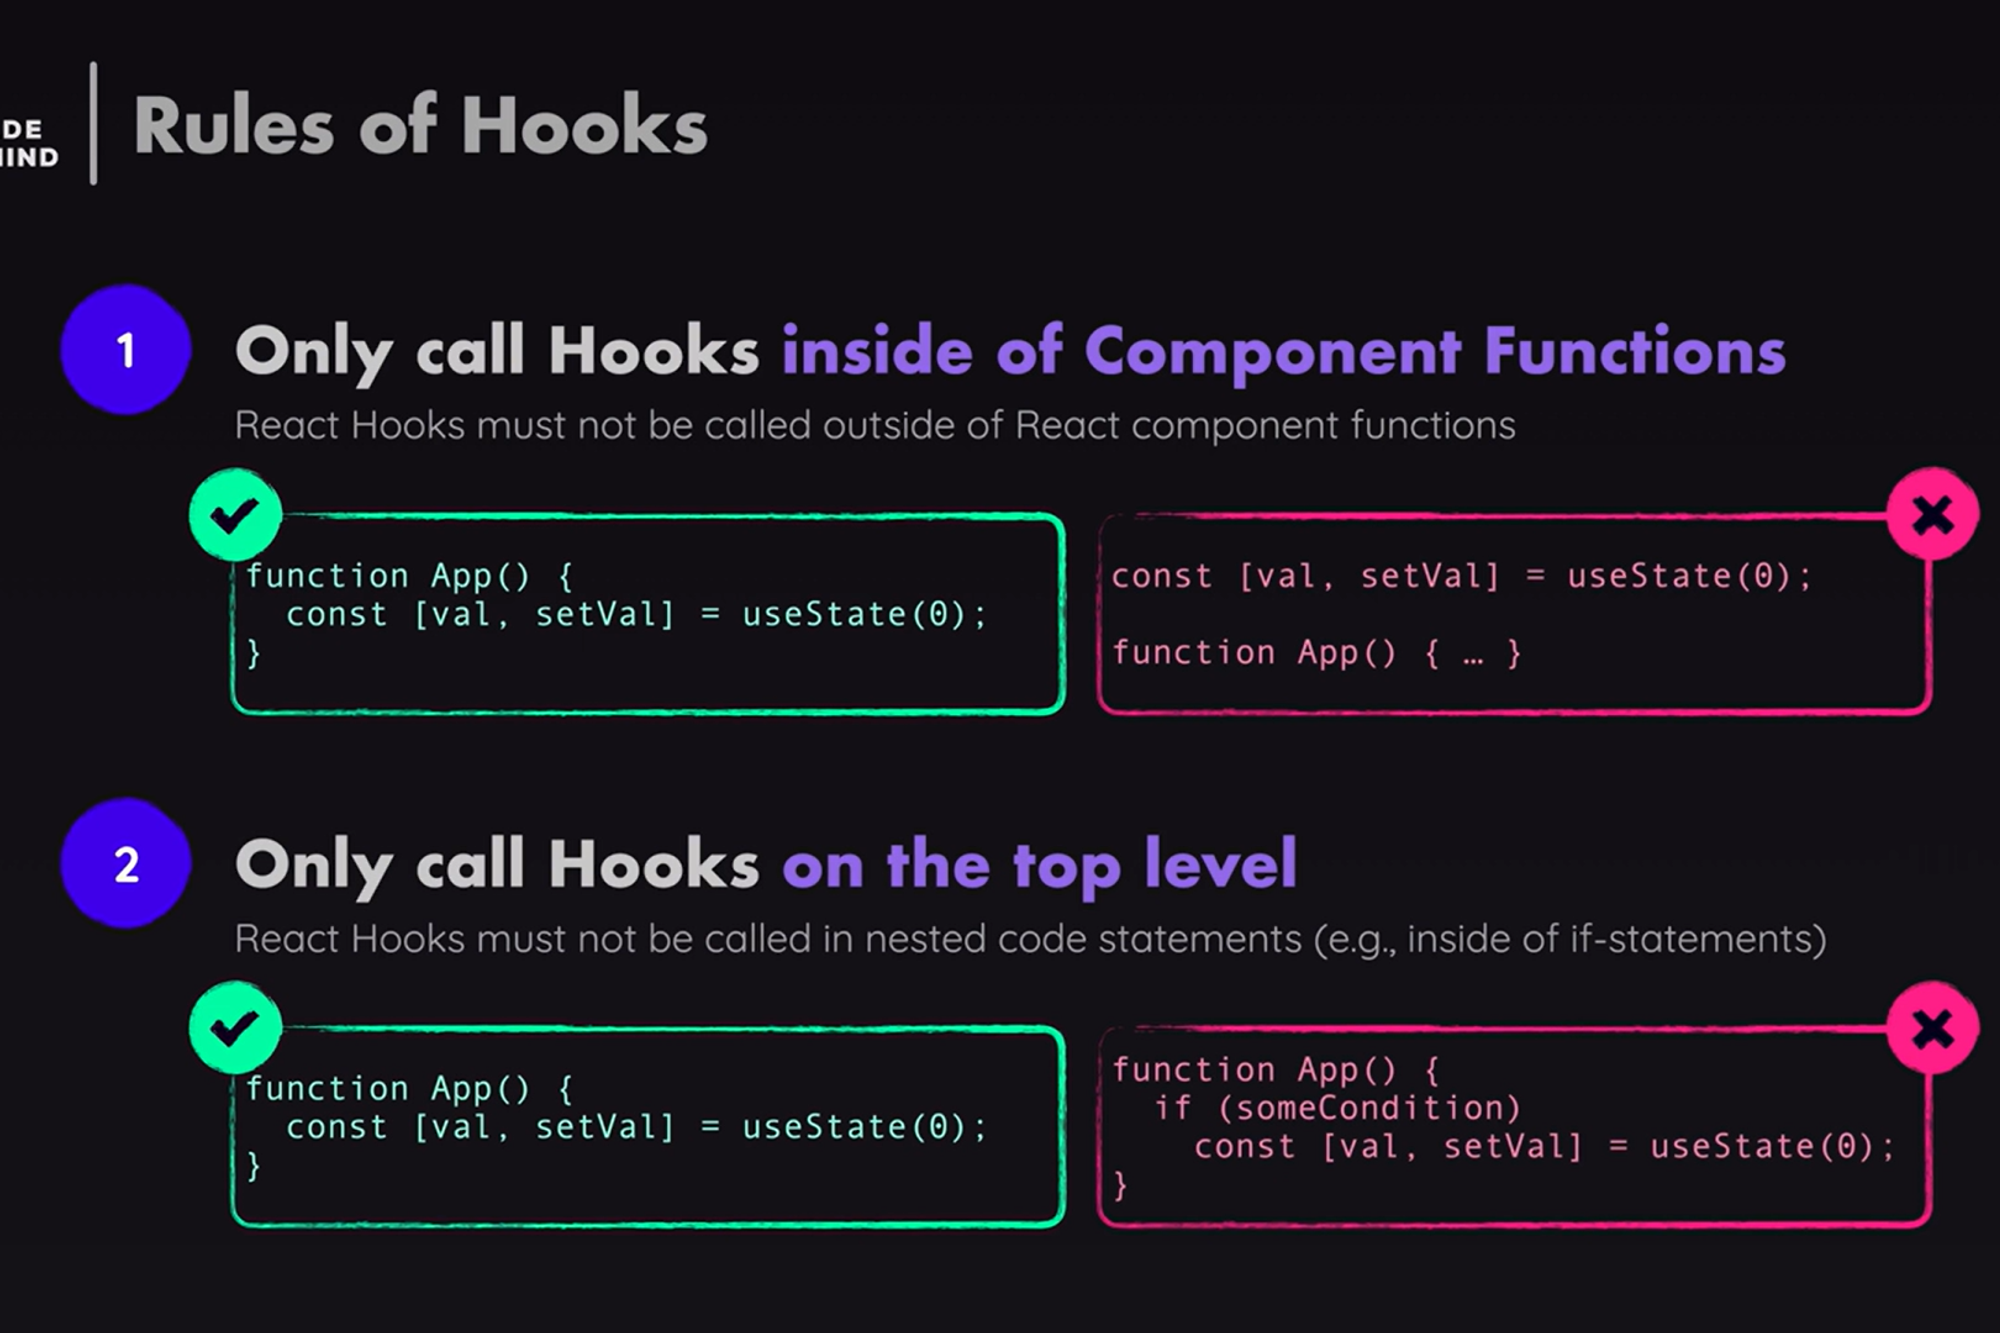 DE
IND
Rules of Hooks
1
Only call Hooks inside of Component Functions
React Hooks must not be called outside of React component functions
function App() {
  const [val, setVal] = useState(0);
}
const [val, setVal] = useState(0);
function App() { … }
2
Only call Hooks on the top level
React Hooks must not be called in nested code statements (e.g., inside of if-statements)
function App() {
  const [val, setVal] = useState(0);
}
function App() {
  if (someCondition)
    const [val, setVal] = useState(0);
}